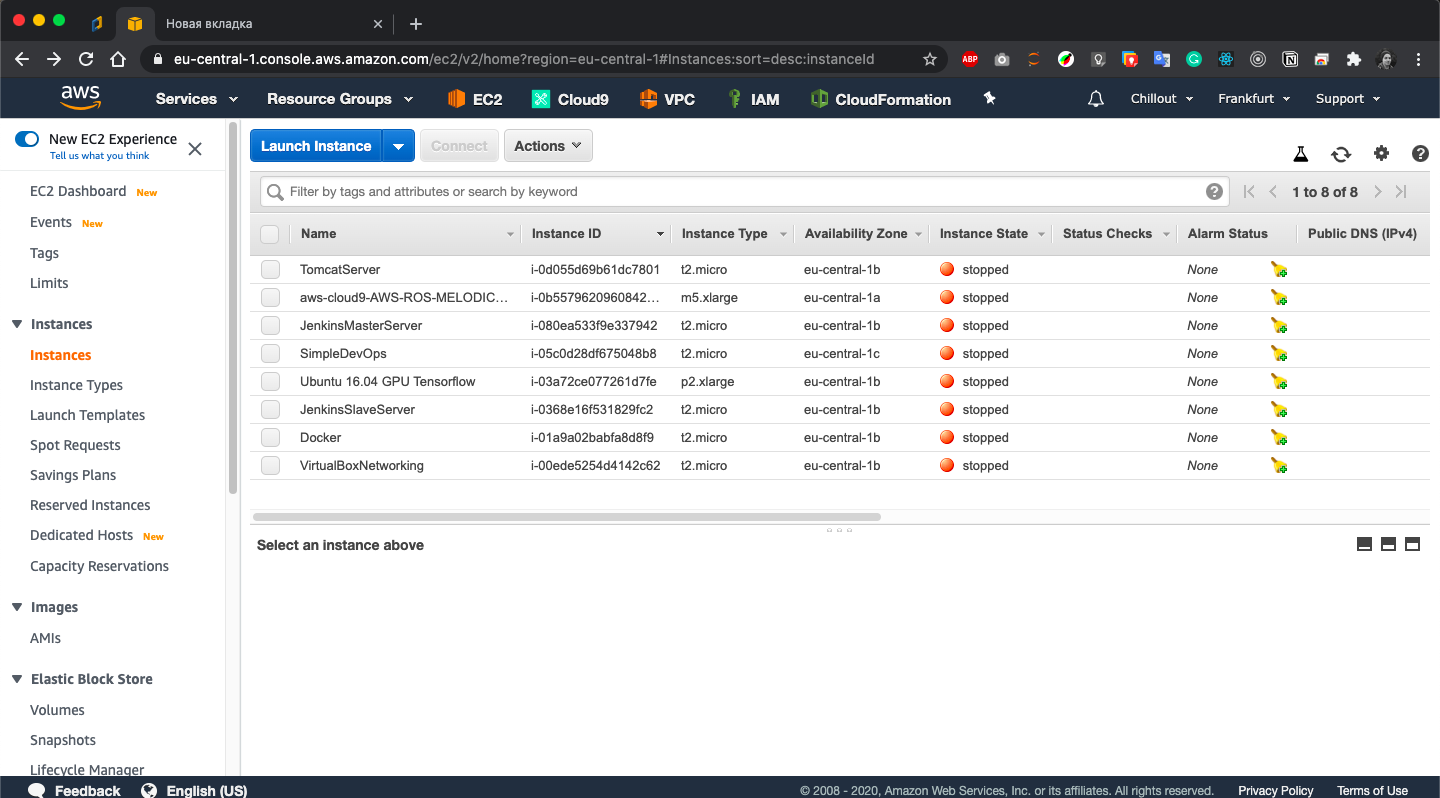 Новая вкладка
eu-central-1.console.aws.amazon.com/ec2/v2/home?region=eu-central-1#Instances:sort=desc:instanceId
ABP
aws Services Resource Groups EC2 Cloud9 VPC IAM CloudFormation Chillout Frankfurt Support
New EC2 Experience
Tell us what you think
EC2 Dashboard New
Events New
Tags
Limits
Instances
Instances
Instance Types
Launch Templates
Spot Requests
Savings Plans
Reserved Instances
Dedicated Hosts New
Capacity Reservations
Images
AMIs
Elastic Block Store
Volumes
Snapshots
Lifecycle Manager
Launch Instance Connect Actions
Filter by tags and attributes or search by keyword 1 to 8 of 8
Name Instance ID Instance Type Availability Zone Instance State Status Checks Alarm Status Public DNS (IPv4)
TomcatServer i-0d055d69b61dc7801 t2.micro eu-central-1b stopped None
aws-cloud9-AWS-ROS-MELODIC... i-0b5579620960842... m5.xlarge eu-central-1a stopped None
JenkinsMasterServer i-080ea533f9e337942 t2.micro eu-central-1b stopped None
SimpleDevOps i-05c0d28df675048b8 t2.micro eu-central-1c stopped None
Ubuntu 16.04 GPU Tensorflow i-03a72ce077261d7fe p2.xlarge eu-central-1b stopped None
JenkinsSlaveServer i-0368e16f531829fc2 t2.micro eu-central-1b stopped None
Docker i-01a9a02babfa8d8f9 t2.micro eu-central-1b stopped None
VirtualBoxNetworking i-00ede5254d4142c62 t2.micro eu-central-1b stopped None
Select an instance above
Feedback English (US) © 2008 - 2020, Amazon Web Services, Inc. or its affiliates. All rights reserved. Privacy Policy Terms of Use